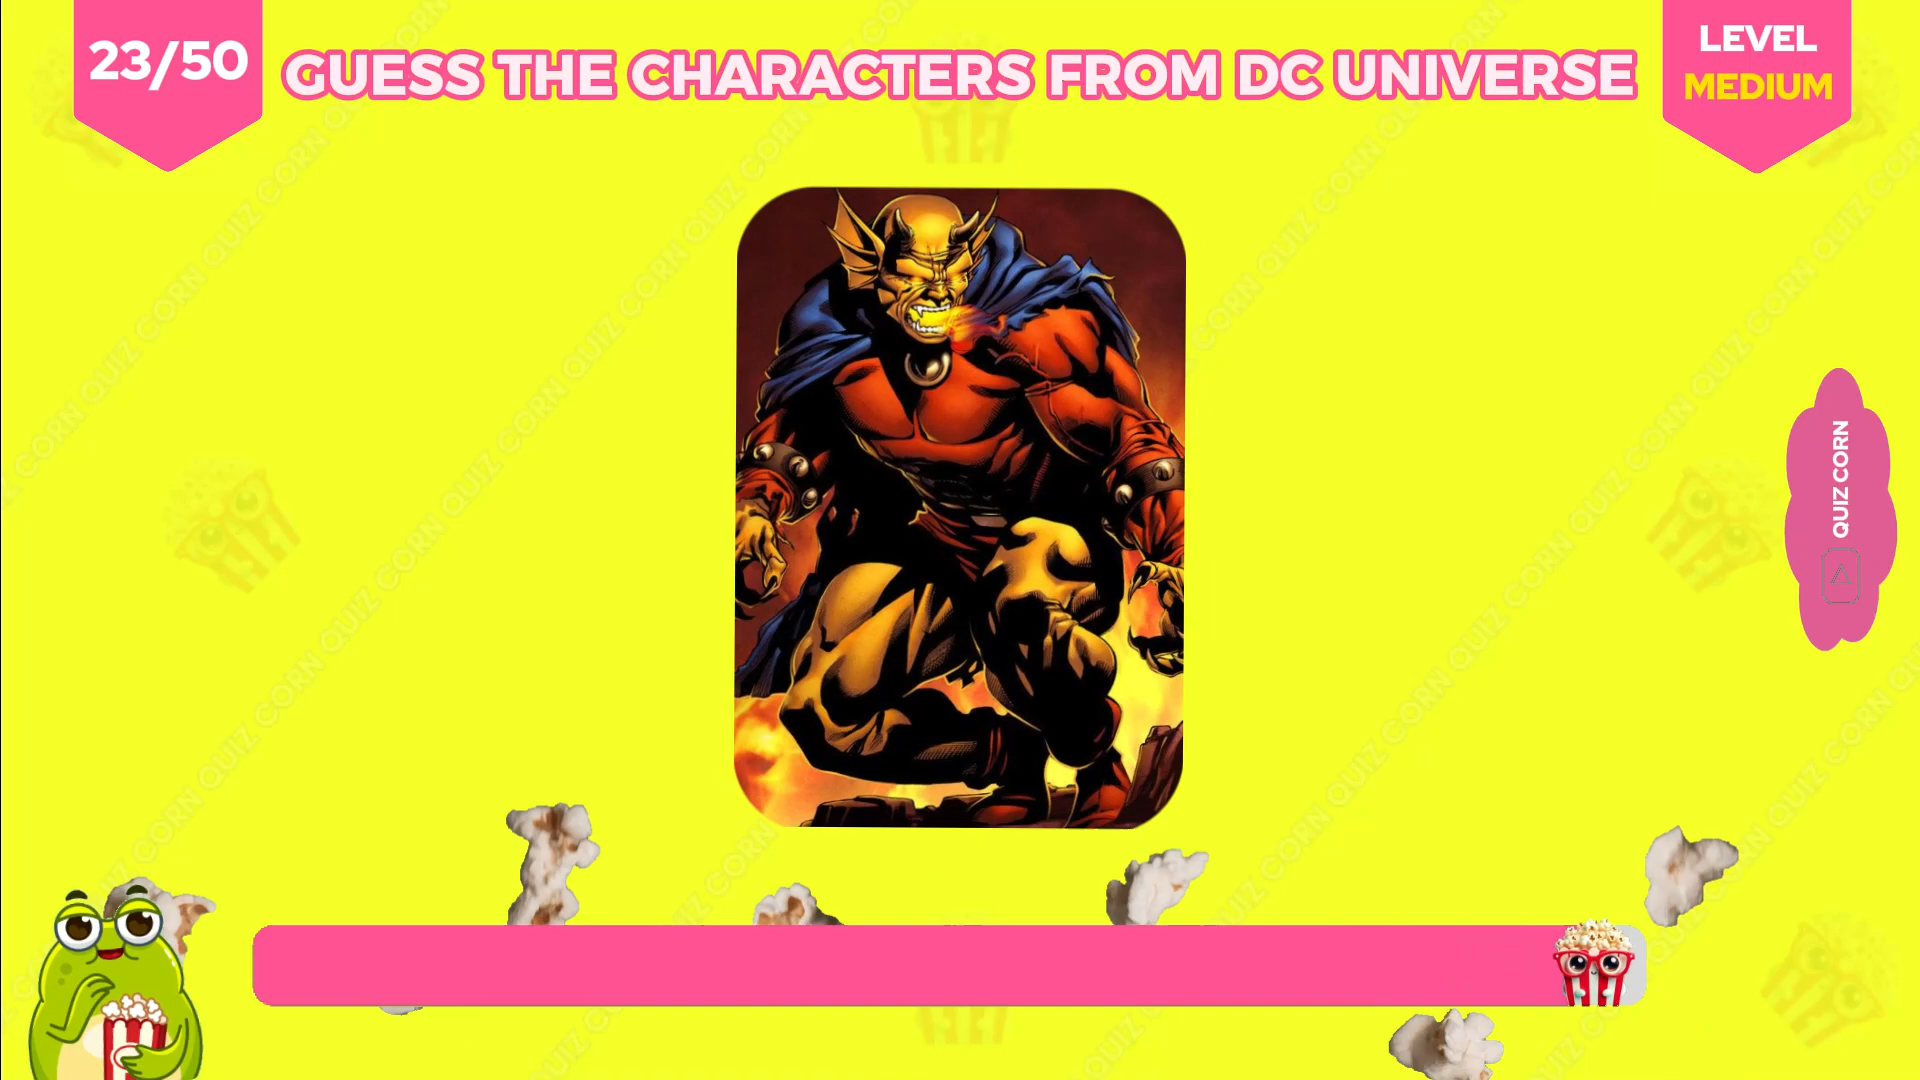 23/50
GUESS THE CHARACTERS FROM DC UNIVERSE
LEVEL
MEDIUM
QUIZ CORN